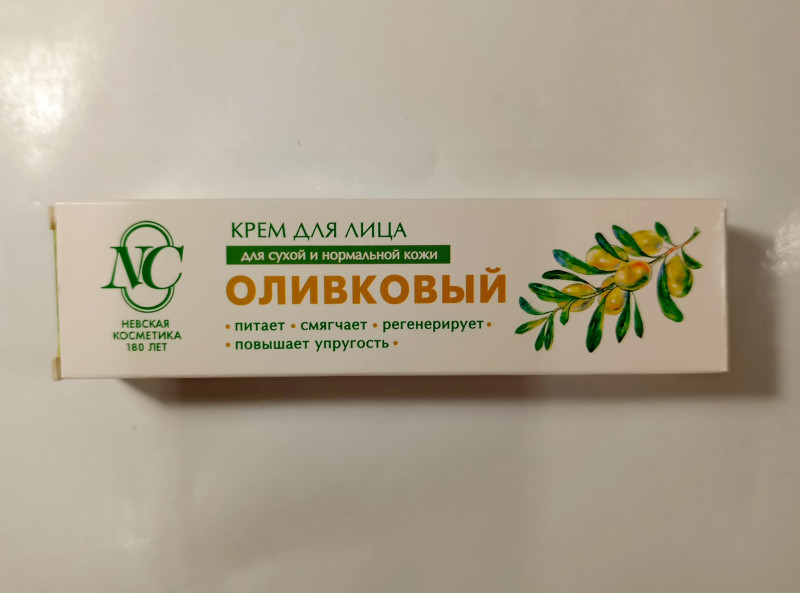 NC
НЕВСКАЯ
КОСМЕТИКА
180 ЛЕТ
КРЕМ ДЛЯ ЛИЦА
для сухой и нормальной кожи
ОЛИВКОВЫЙ
• питает • смягчает • регенерирует •
• повышает упругость •